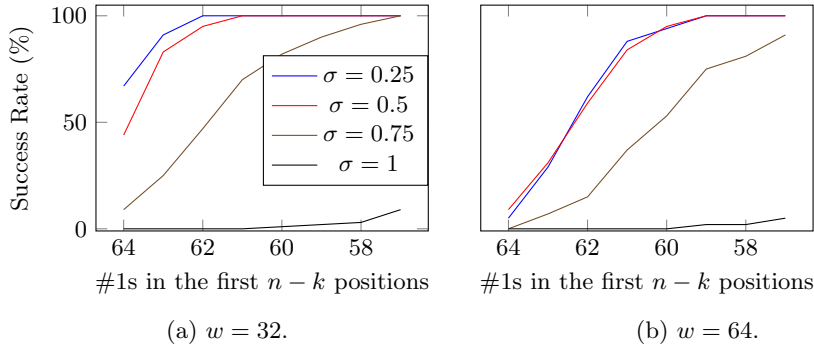 100
50
0
Success Rate (%)
σ = 0.25
σ = 0.5
σ = 0.75
σ = 1
64 62 60 58
64 62 60 58
#1s in the first n − k positions
#1s in the first n − k positions
(a) w = 32.
(b) w = 64.